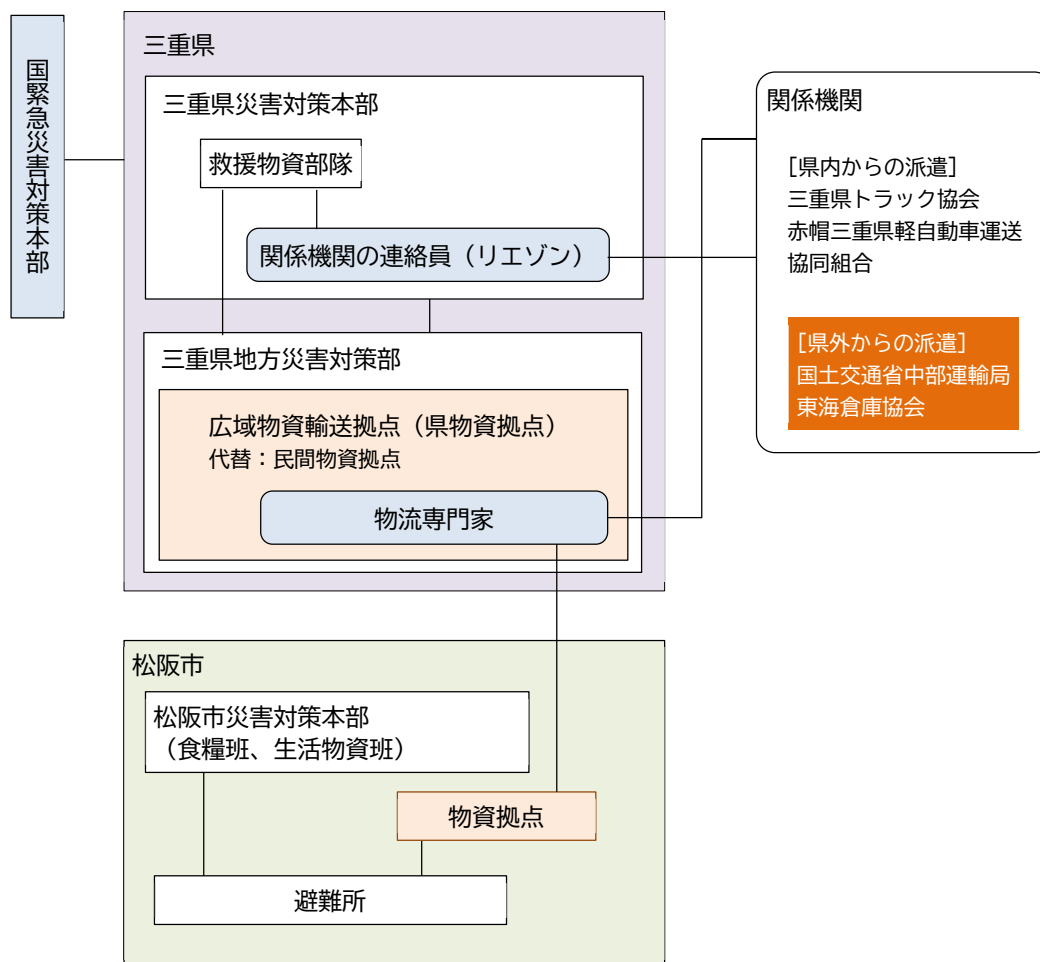 国緊急災害対策本部
三重県
三重県災害対策本部
救援物資部隊
関係機関の連絡員（リエゾン）
三重県地方災害対策部
広域物資輸送拠点（県物資拠点）
代替：民間物資拠点
物流専門家
関係機関
［県内からの派遣］
三重県トラック協会
赤帽三重県軽自動車運送
協同組合
［県外からの派遣］
国土交通省中部運輸局
東海倉庫協会
松阪市
松阪市災害対策本部
（食糧班、生活物資班）
物資拠点
避難所